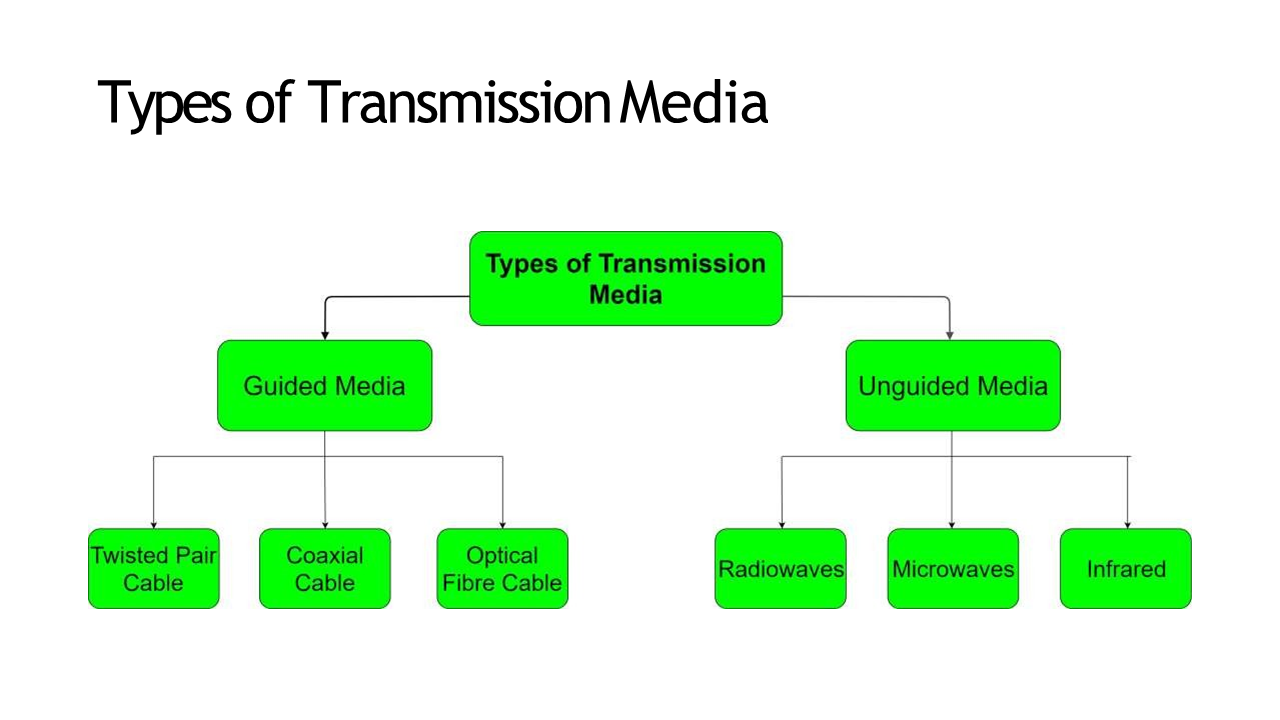 Types of Transmission Media
Types of Transmission
Media
Guided Media
Unguided Media
Twisted Pair
Cable
Coaxial
Cable
Optical
Fibre Cable
Radiowaves
Microwaves
Infrared